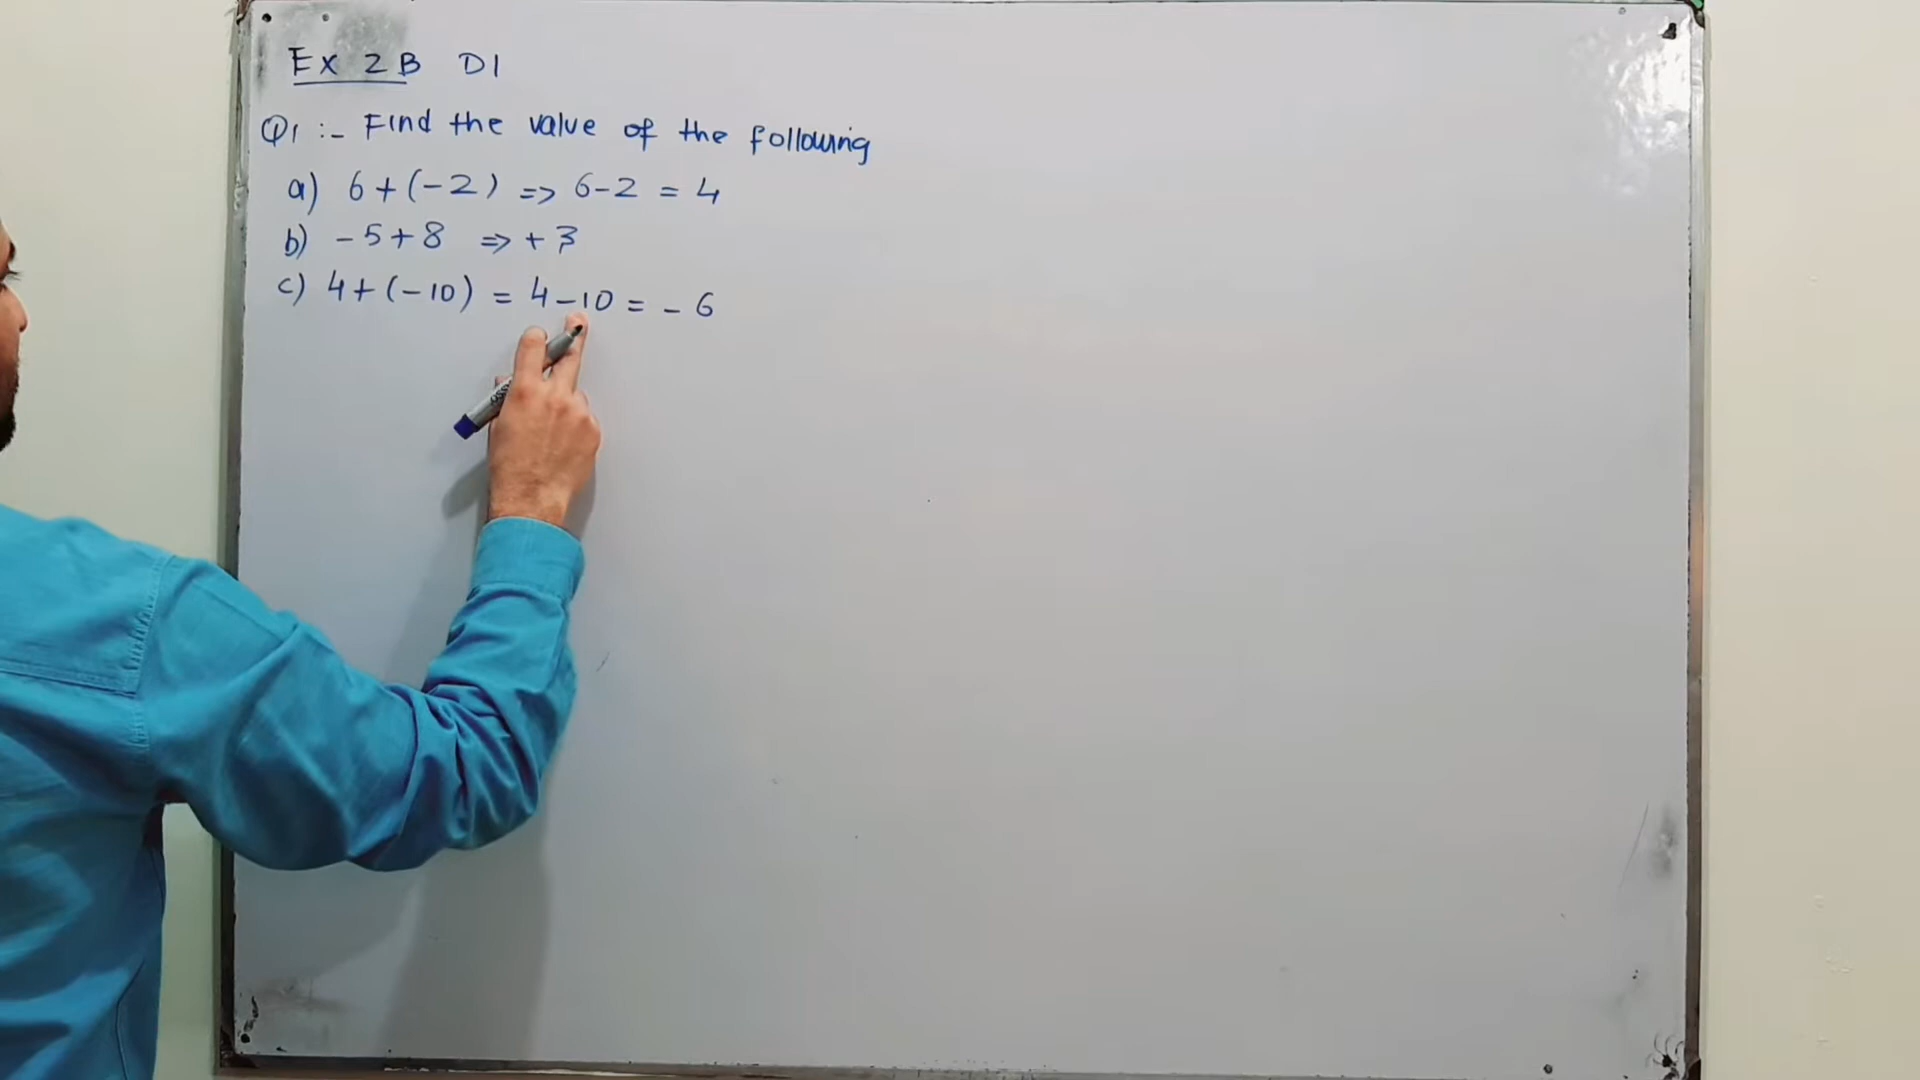 Ex 2B D1
Q1 :- Find the value of the following
a) 6+(-2) => 6-2 = 4
b) -5+8 => +3
c) 4+(-10) = 4-10 = -6